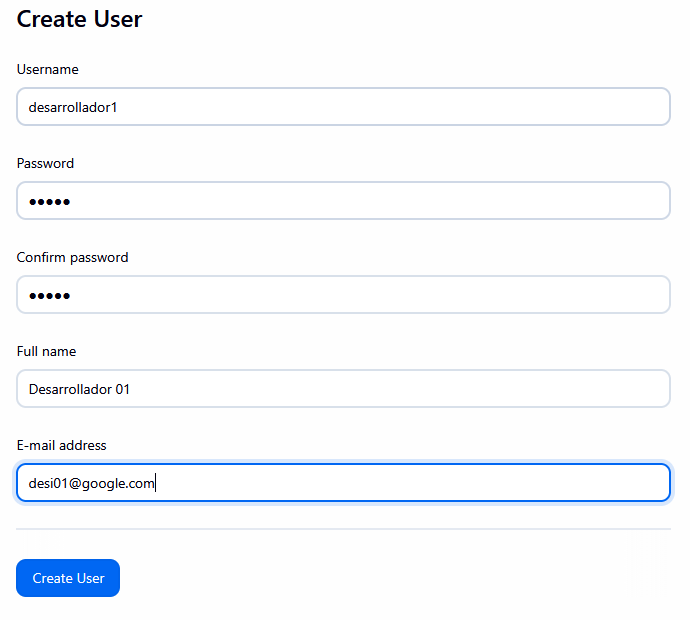 Create User
Username
desarrollador1
Password
•••••
Confirm password
•••••
Full name
Desarrollador 01
E-mail address
desi01@google.com
Create User